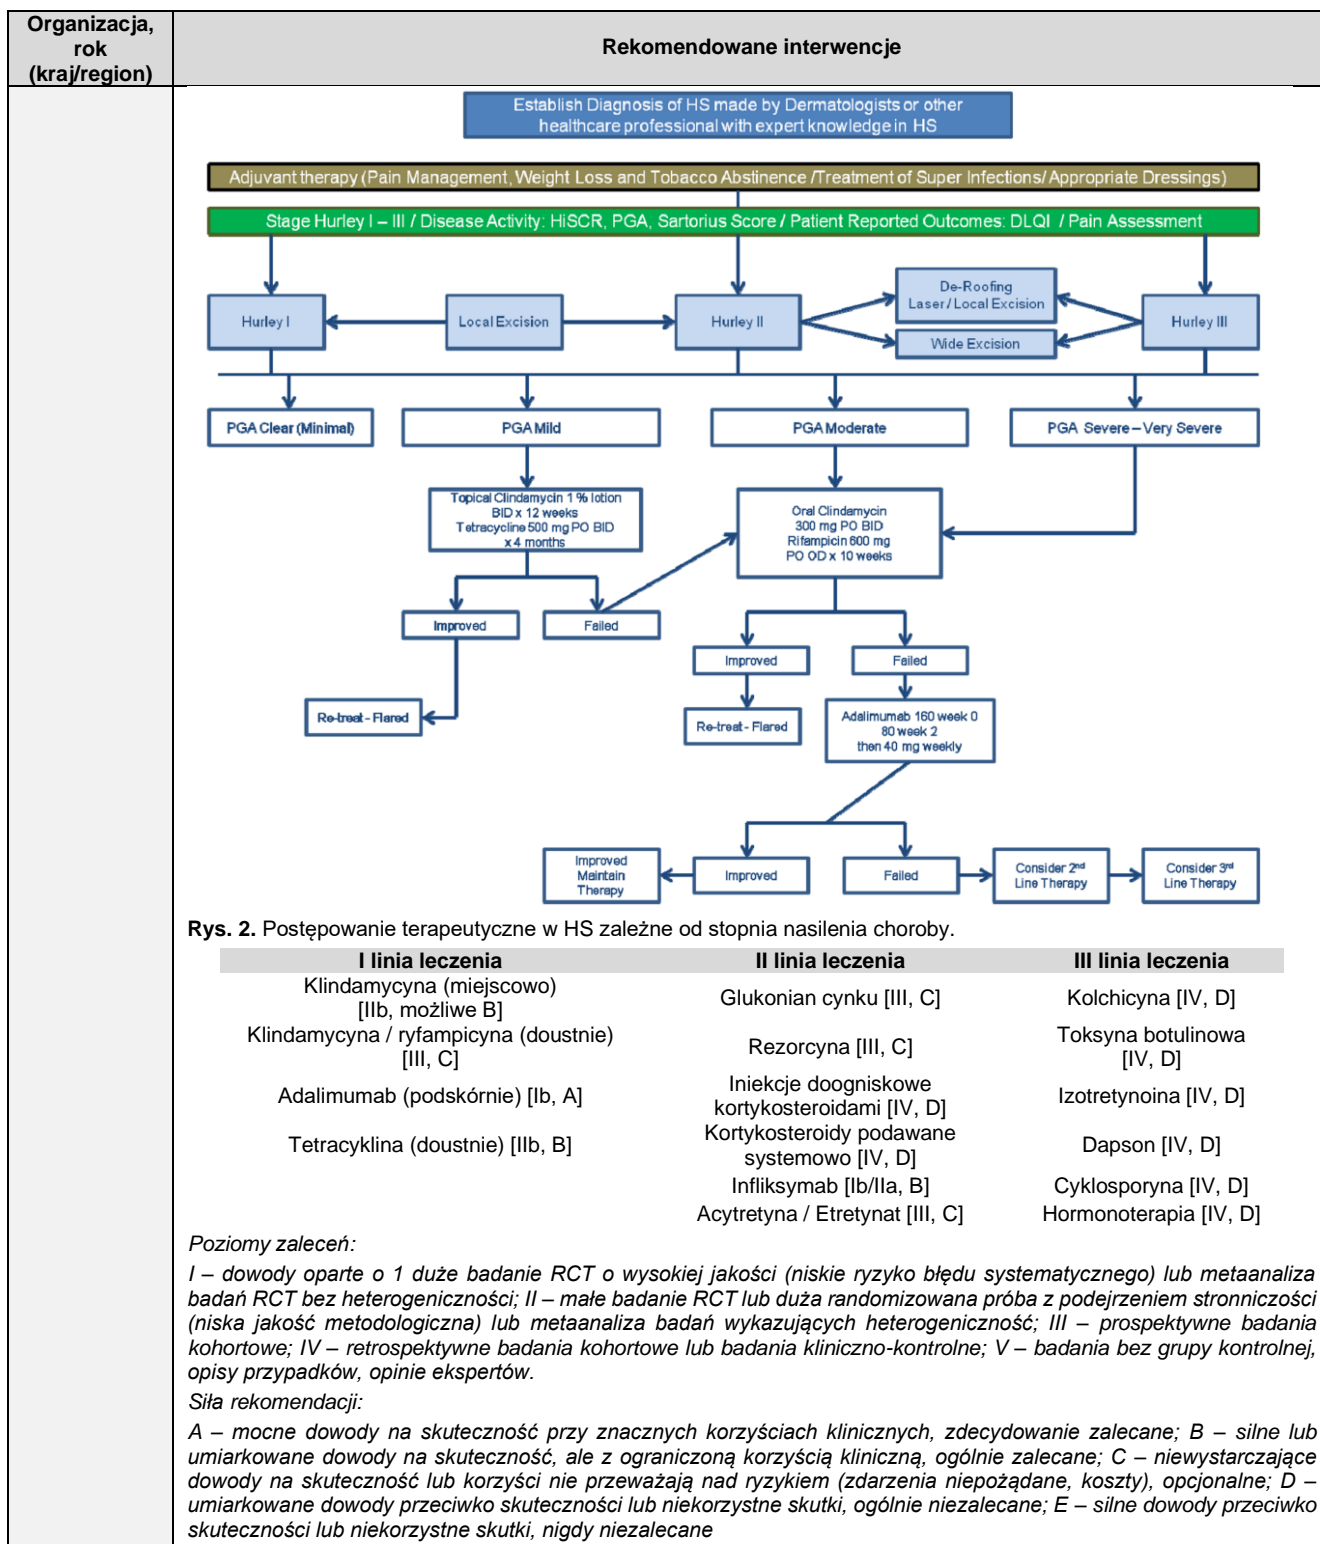 Organizacja,
rok
(kraj/region)
Rekomendowane interwencje
Establish Diagnosis of HS made by Dermatologists or other
healthcare professional with expert knowledge in HS
Adjuvant therapy (Pain Management, Weight Loss and Tobacco Abstinence /Treatment of Super Infections/ Appropriate Dressings)
Stage Hurley I – III / Disease Activity: HiSCR, PGA, Sartorius Score / Patient Reported Outcomes: DLQI / Pain Assessment
De-Roofing
Laser / Local Excision
Hurley I
Local Excision
Hurley II
Hurley III
Wide Excision
PGA Clear (Minimal)
PGA Mild
PGA Moderate
PGA Severe – Very Severe
Topical Clindamycin 1 % lotion
BID x 12 weeks
Tetracycline 500 mg PO BID
x 4 months
Oral Clindamycin
300 mg PO BID
Rifampicin 600 mg
PO OD x 10 weeks
Improved
Failed
Improved
Failed
Re-treat - Flared
Re-treat - Flared
Adalimumab 160 week 0
80 week 2
then 40 mg weekly
Improved
Maintain
Therapy
Improved
Failed
Consider 2nd
Line Therapy
Consider 3rd
Line Therapy
Rys. 2. Postępowanie terapeutyczne w HS zależne od stopnia nasilenia choroby.
I linia leczenia II linia leczenia III linia leczenia
Klindamycyna (miejscowo)
[IIb, możliwe B]
Glukonian cynku [III, C]
Kolchicyna [IV, D]
Klindamycyna / ryfampicyna (doustnie)
[III, C]
Rezorcyna [III, C]
Toksyna botulinowa
[IV, D]
Adalimumab (podskórnie) [Ib, A]
Iniekcje doogniskowe
kortykosteroidami [IV, D]
Izotretynoina [IV, D]
Tetracyklina (doustnie) [IIb, B]
Kortykosteroidy podawane
systemowo [IV, D]
Dapson [IV, D]
Infliksymab [Ib/IIa, B]
Cyklosporyna [IV, D]
Acytretyna / Etretynat [III, C]
Hormonoterapia [IV, D]
Poziomy zaleceń:
I – dowody oparte o 1 duże badanie RCT o wysokiej jakości (niskie ryzyko błędu systematycznego) lub metaanaliza
badań RCT bez heterogeniczności; II – małe badanie RCT lub duża randomizowana próba z podejrzeniem stronniczości
(niska jakość metodologiczna) lub metaanaliza badań wykazujących heterogeniczność; III – prospektywne badania
kohortowe; IV – retrospektywne badania kohortowe lub badania kliniczno-kontrolne; V – badania bez grupy kontrolnej,
opisy przypadków, opinie ekspertów.
Siła rekomendacji:
A – mocne dowody na skuteczność przy znacznych korzyściach klinicznych, zdecydowanie zalecane; B – silne lub
umiarkowane dowody na skuteczność, ale z ograniczoną korzyścią kliniczną, ogólnie zalecane; C – niewystarczające
dowody na skuteczność lub korzyści nie przeważają nad ryzykiem (zdarzenia niepożądane, koszty), opcjonalne; D –
umiarkowane dowody przeciwko skuteczności lub niekorzystne skutki, ogólnie niezalecane; E – silne dowody przeciwko
skuteczności lub niekorzystne skutki, nigdy niezalecane